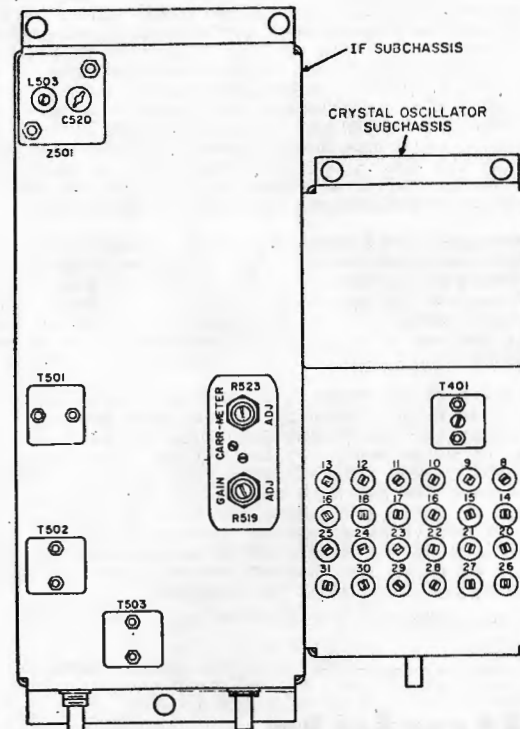 IF SUBCHASSIS
CRYSTAL OSCILLATOR
SUBCHASSIS
L503
C520
Z501
T501
R523
CARR-METER
ADJ
GAIN
ADJ
R519
T401
13 12 11 10 9 8
16 18 17 16 15 14
25 24 23 22 21 20
31 30 29 28 27 26
T502
T503